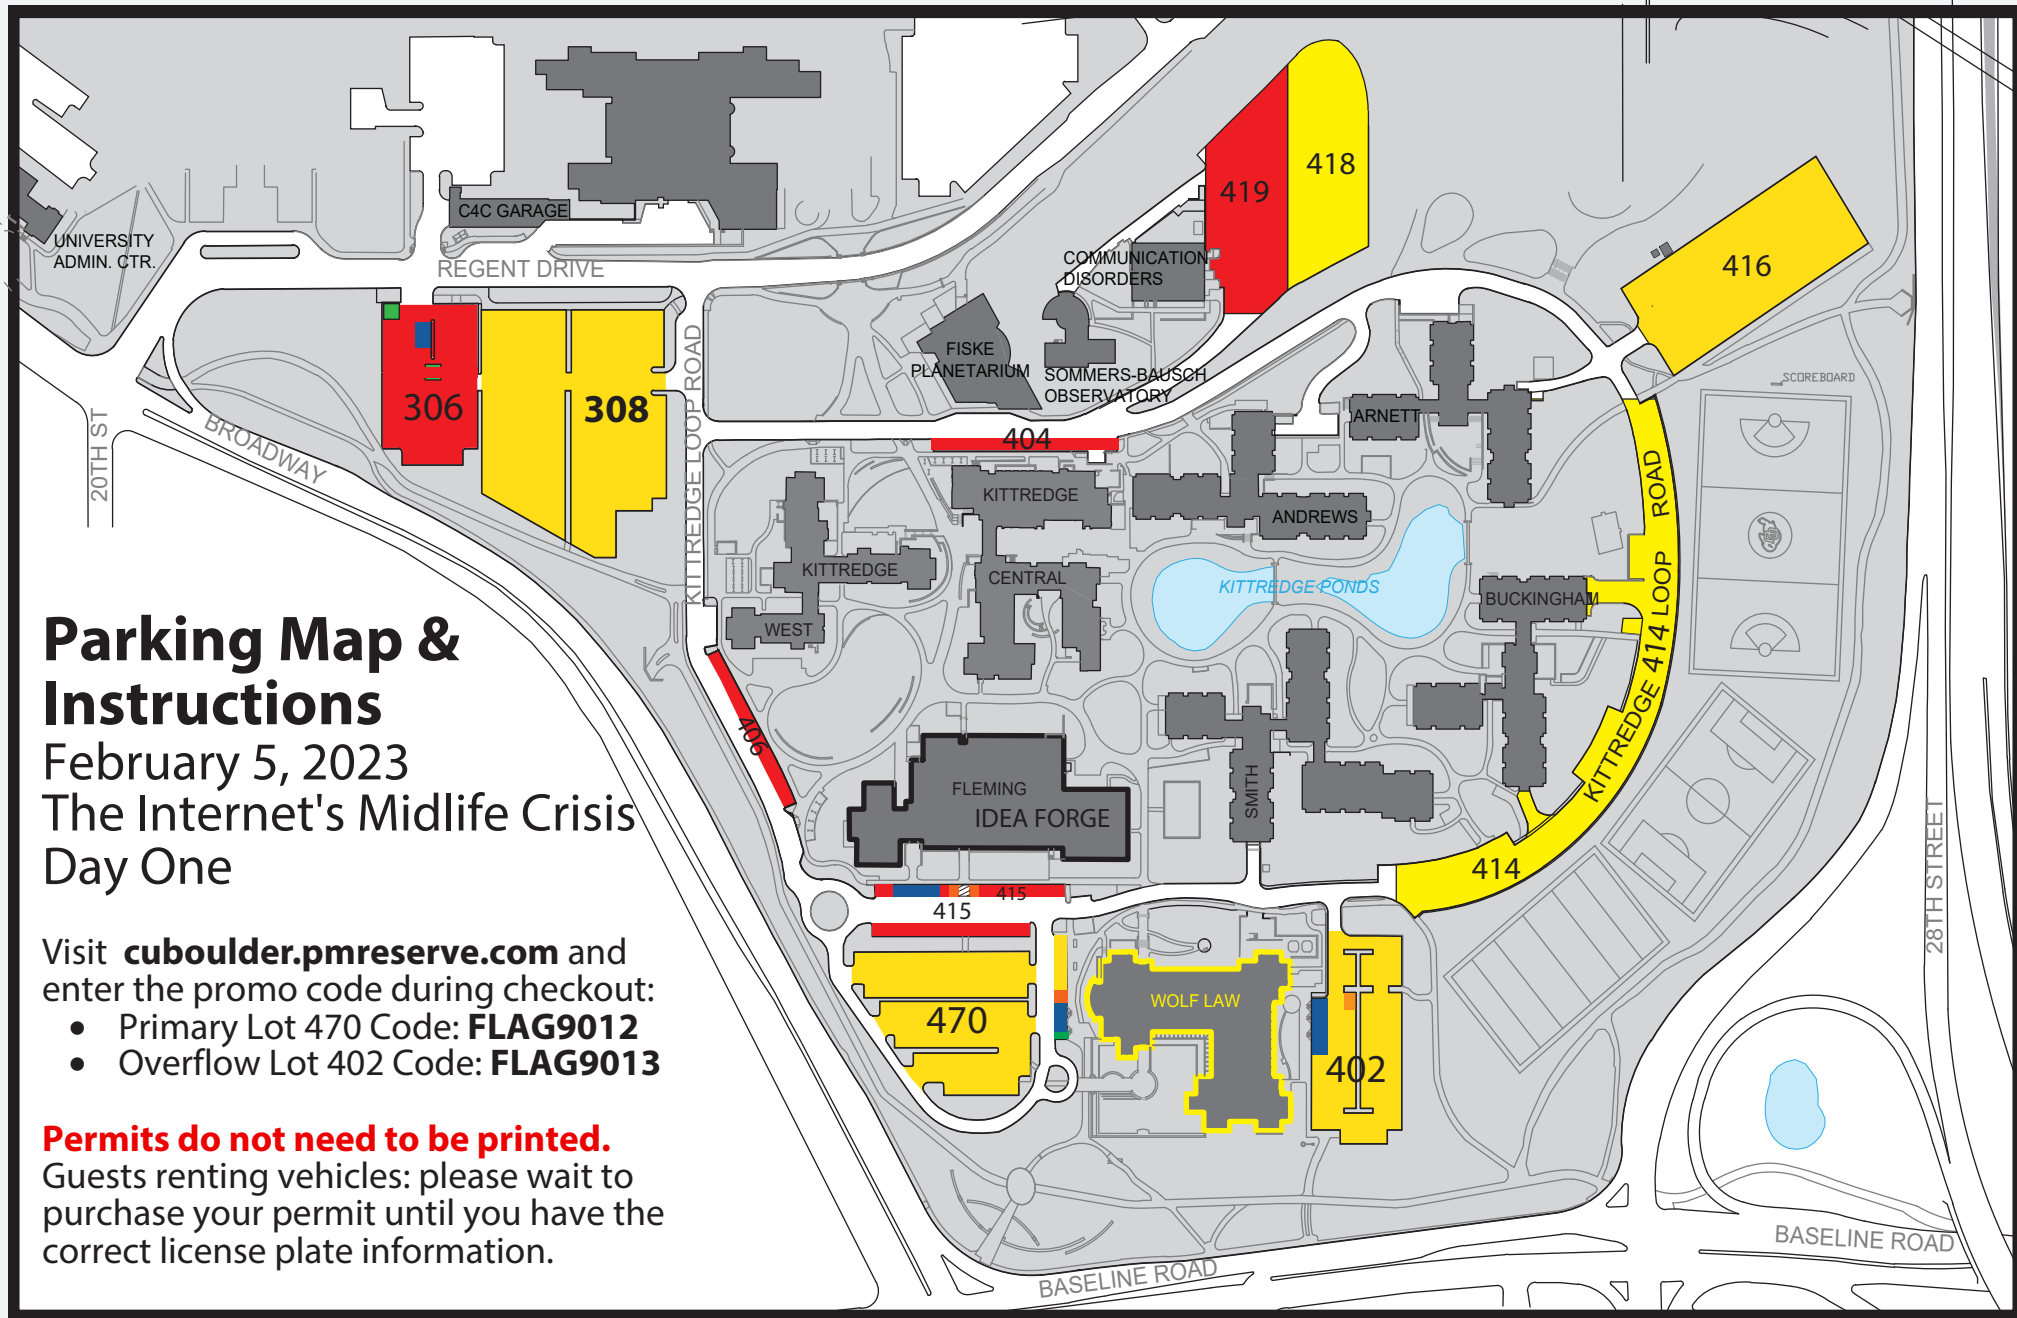 C4C GARAGE
UNIVERSITY
ADMIN. CTR.
REGENT DRIVE
419
418
COMMUNICATION
DISORDERS
416
FISKE
PLANETARIUM
SOMMERS-BAUSCH
OBSERVATORY
SCOREBOARD
306
308
KITTREDGE LOOP ROAD
20TH ST
BROADWAY
404
ARNETT
KITTREDGE
ANDREWS
KITTREDGE
CENTRAL
KITTREDGE PONDS
BUCKINGHAM
WEST
KITTREDGE 414 LOOP ROAD
406
FLEMING
IDEA FORGE
SMITH
414
415
415
28TH STREET
470
WOLF LAW
402
BASELINE ROAD
BASELINE ROAD
Parking Map &
Instructions
February 5, 2023
The Internet's Midlife Crisis
Day One
Visit cuboulder.pmreserve.com and
enter the promo code during checkout:
• Primary Lot 470 Code: FLAG9012
• Overflow Lot 402 Code: FLAG9013
Permits do not need to be printed.
Guests renting vehicles: please wait to
purchase your permit until you have the
correct license plate information.